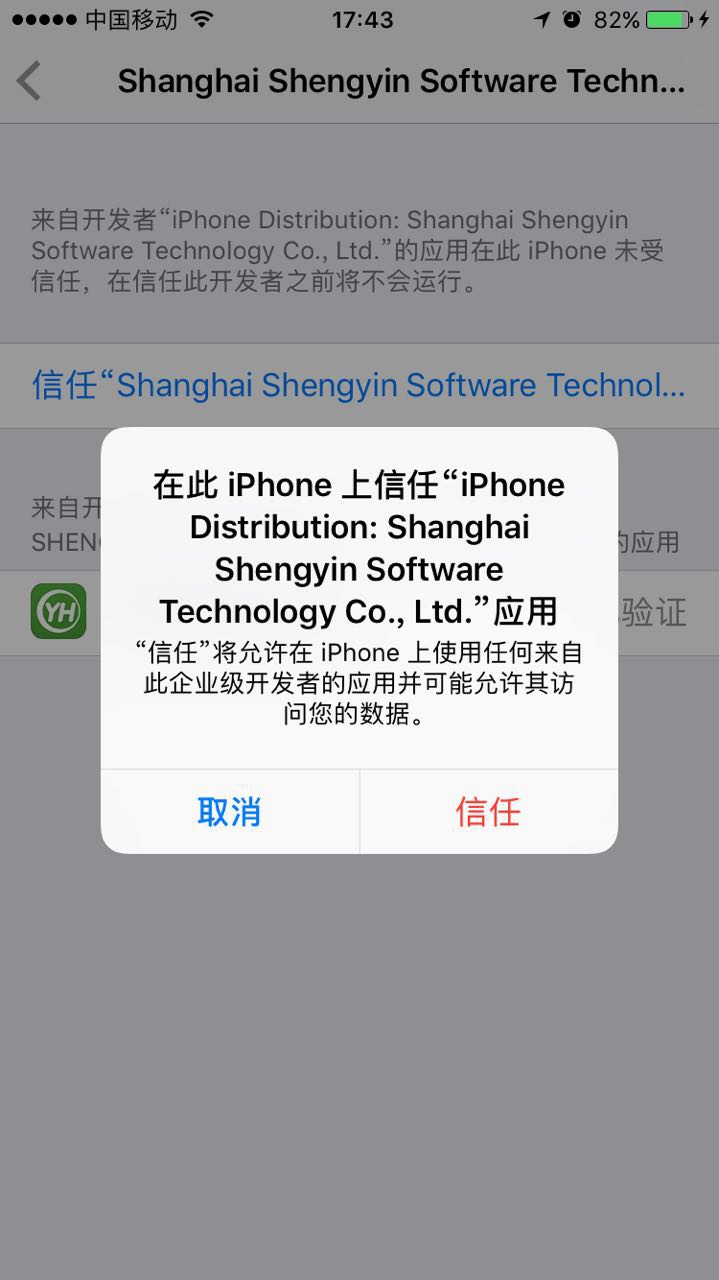 中国移动 17:43 82%
Shanghai Shengyin Software Techn...
来自开发者“iPhone Distribution: Shanghai Shengyin
Software Technology Co., Ltd.”的应用在此 iPhone 未受
信任，在信任此开发者之前将不会运行。
信任“Shanghai Shengyin Software Technol...
在此 iPhone 上信任“iPhone
Distribution: Shanghai
Shengyin Software
Technology Co., Ltd.”应用
“信任”将允许在 iPhone 上使用任何来自
此企业级开发者的应用并可能允许其访
问您的数据。
取消 信任
来自开
SHEN 的应用
YH 验证